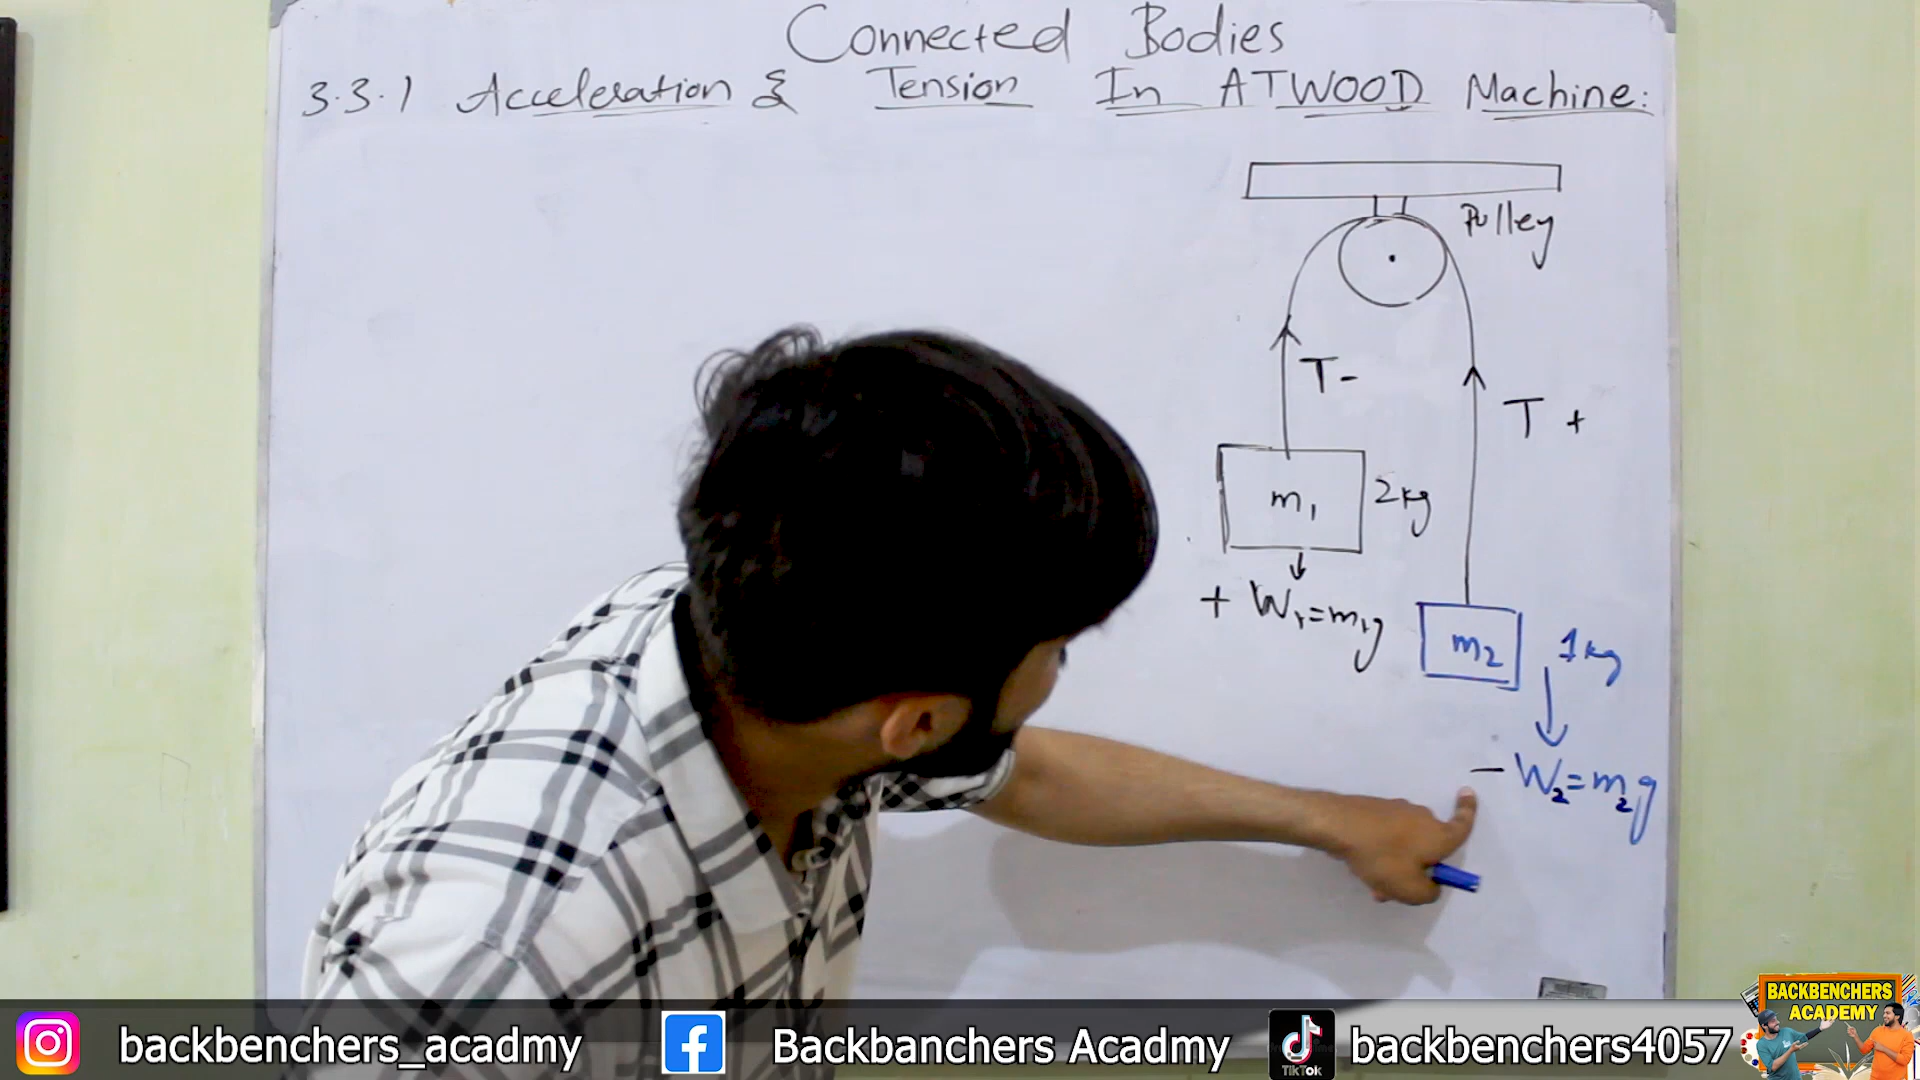 Connected Bodies
3.3.1 Acceleration & Tension In ATWOOD Machine:
Pulley
T -
T +
m1
2kg
+ W1=m1g
m2
1kg
- W2=m2g
BACKBENCHERS
ACADEMY
backbenchers_acadmy
Backbanchers Acadmy
TikTok
backbenchers4057